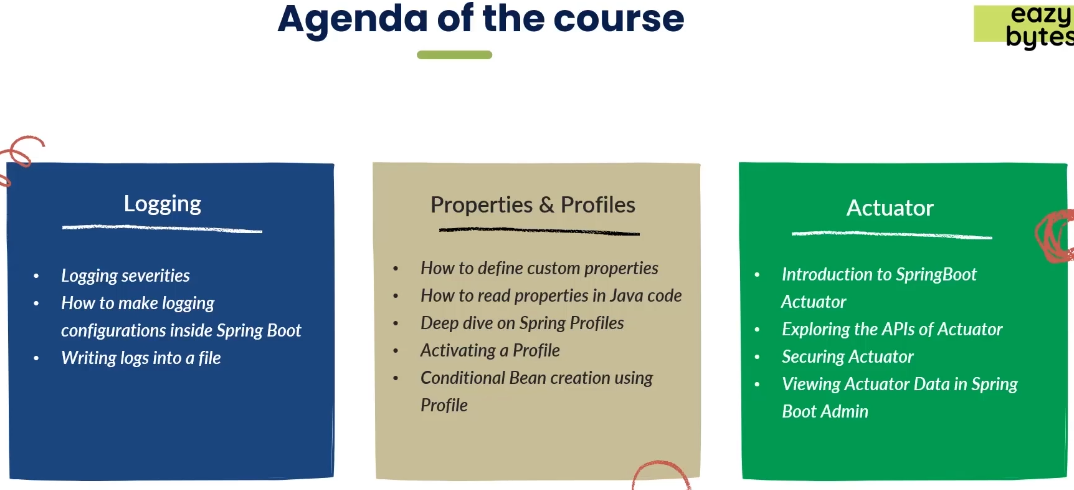 Agenda of the course
eazy
bytes
Logging
• Logging severities
• How to make logging
configurations inside Spring Boot
• Writing logs into a file
Properties & Profiles
• How to define custom properties
• How to read properties in Java code
• Deep dive on Spring Profiles
• Activating a Profile
• Conditional Bean creation using
Profile
Actuator
• Introduction to SpringBoot
Actuator
• Exploring the APIs of Actuator
• Securing Actuator
• Viewing Actuator Data in Spring
Boot Admin